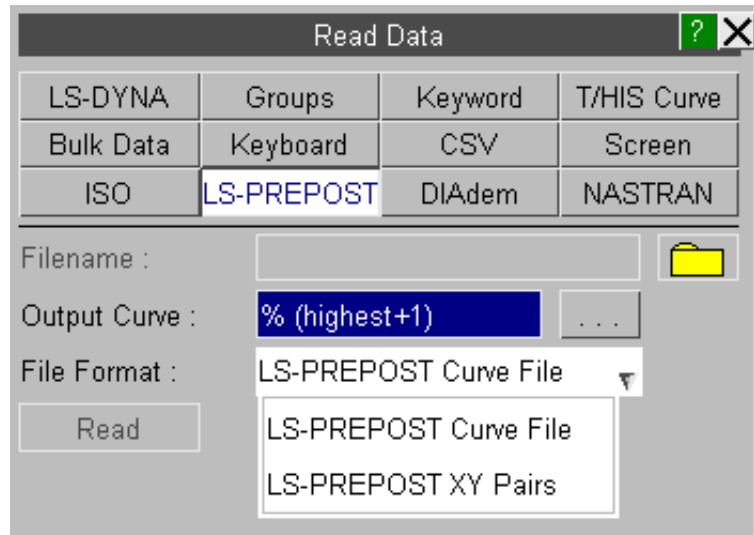 Read Data ? X
LS-DYNA Groups Keyword T/HIS Curve
Bulk Data Keyboard CSV Screen
ISO LS-PREPOST DIAdem NASTRAN
Filename :
Output Curve : % (highest+1) ...
File Format : LS-PREPOST Curve File
Read LS-PREPOST Curve File
LS-PREPOST XY Pairs